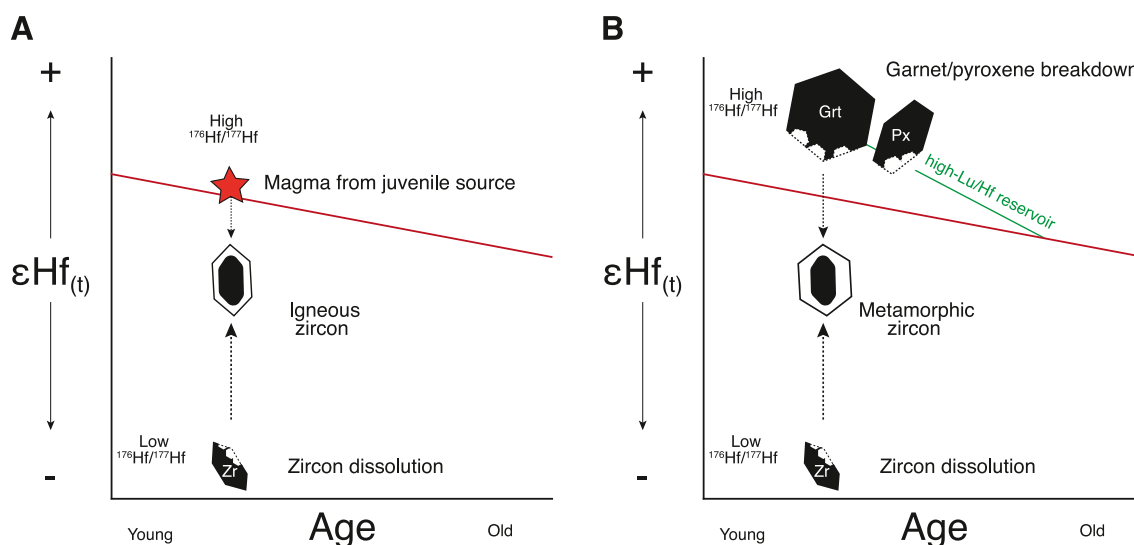 A
+
High
¹⁷⁶Hf/¹⁷⁷Hf
Magma from juvenile source
εHf(t)
Igneous
zircon
Low
¹⁷⁶Hf/¹⁷⁷Hf
Zr
Zircon dissolution
-
Young
Age
Old
B
+
Garnet/pyroxene breakdown
High
¹⁷⁶Hf/¹⁷⁷Hf
Grt
Px
high-Lu/Hf reservoir
εHf(t)
Metamorphic
zircon
Low
¹⁷⁶Hf/¹⁷⁷Hf
Zr
Zircon dissolution
-
Young
Age
Old